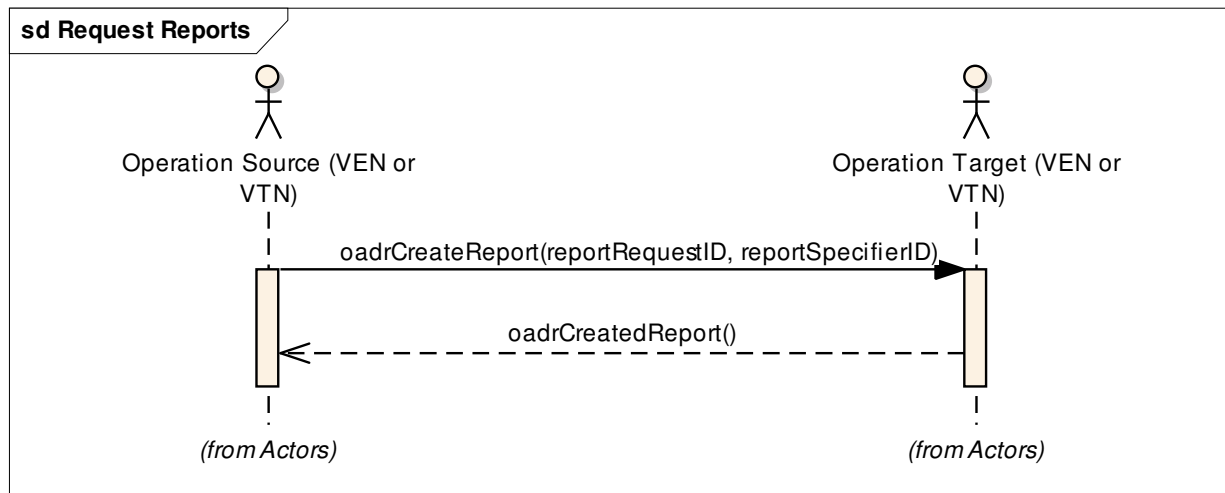 sd Request Reports
Operation Source (VEN or
VTN)
Operation Target (VEN or
VTN)
oadrCreateReport(reportRequestID, reportSpecifierID)
oadrCreatedReport()
(from Actors)
(from Actors)